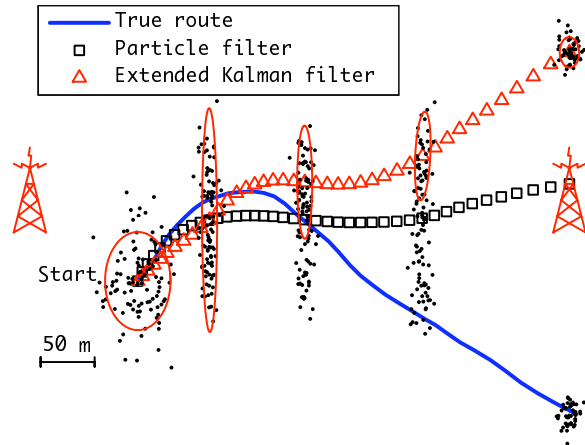 True route
Particle filter
Extended Kalman filter
Start
50 m